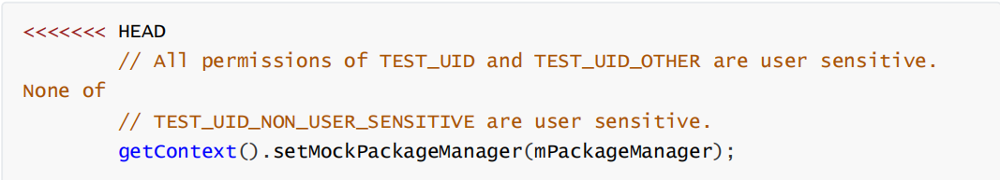 <<<<<<< HEAD
        // All permissions of TEST_UID and TEST_UID_OTHER are user sensitive.
None of
        // TEST_UID_NON_USER_SENSITIVE are user sensitive.
        getContext().setMockPackageManager(mPackageManager);